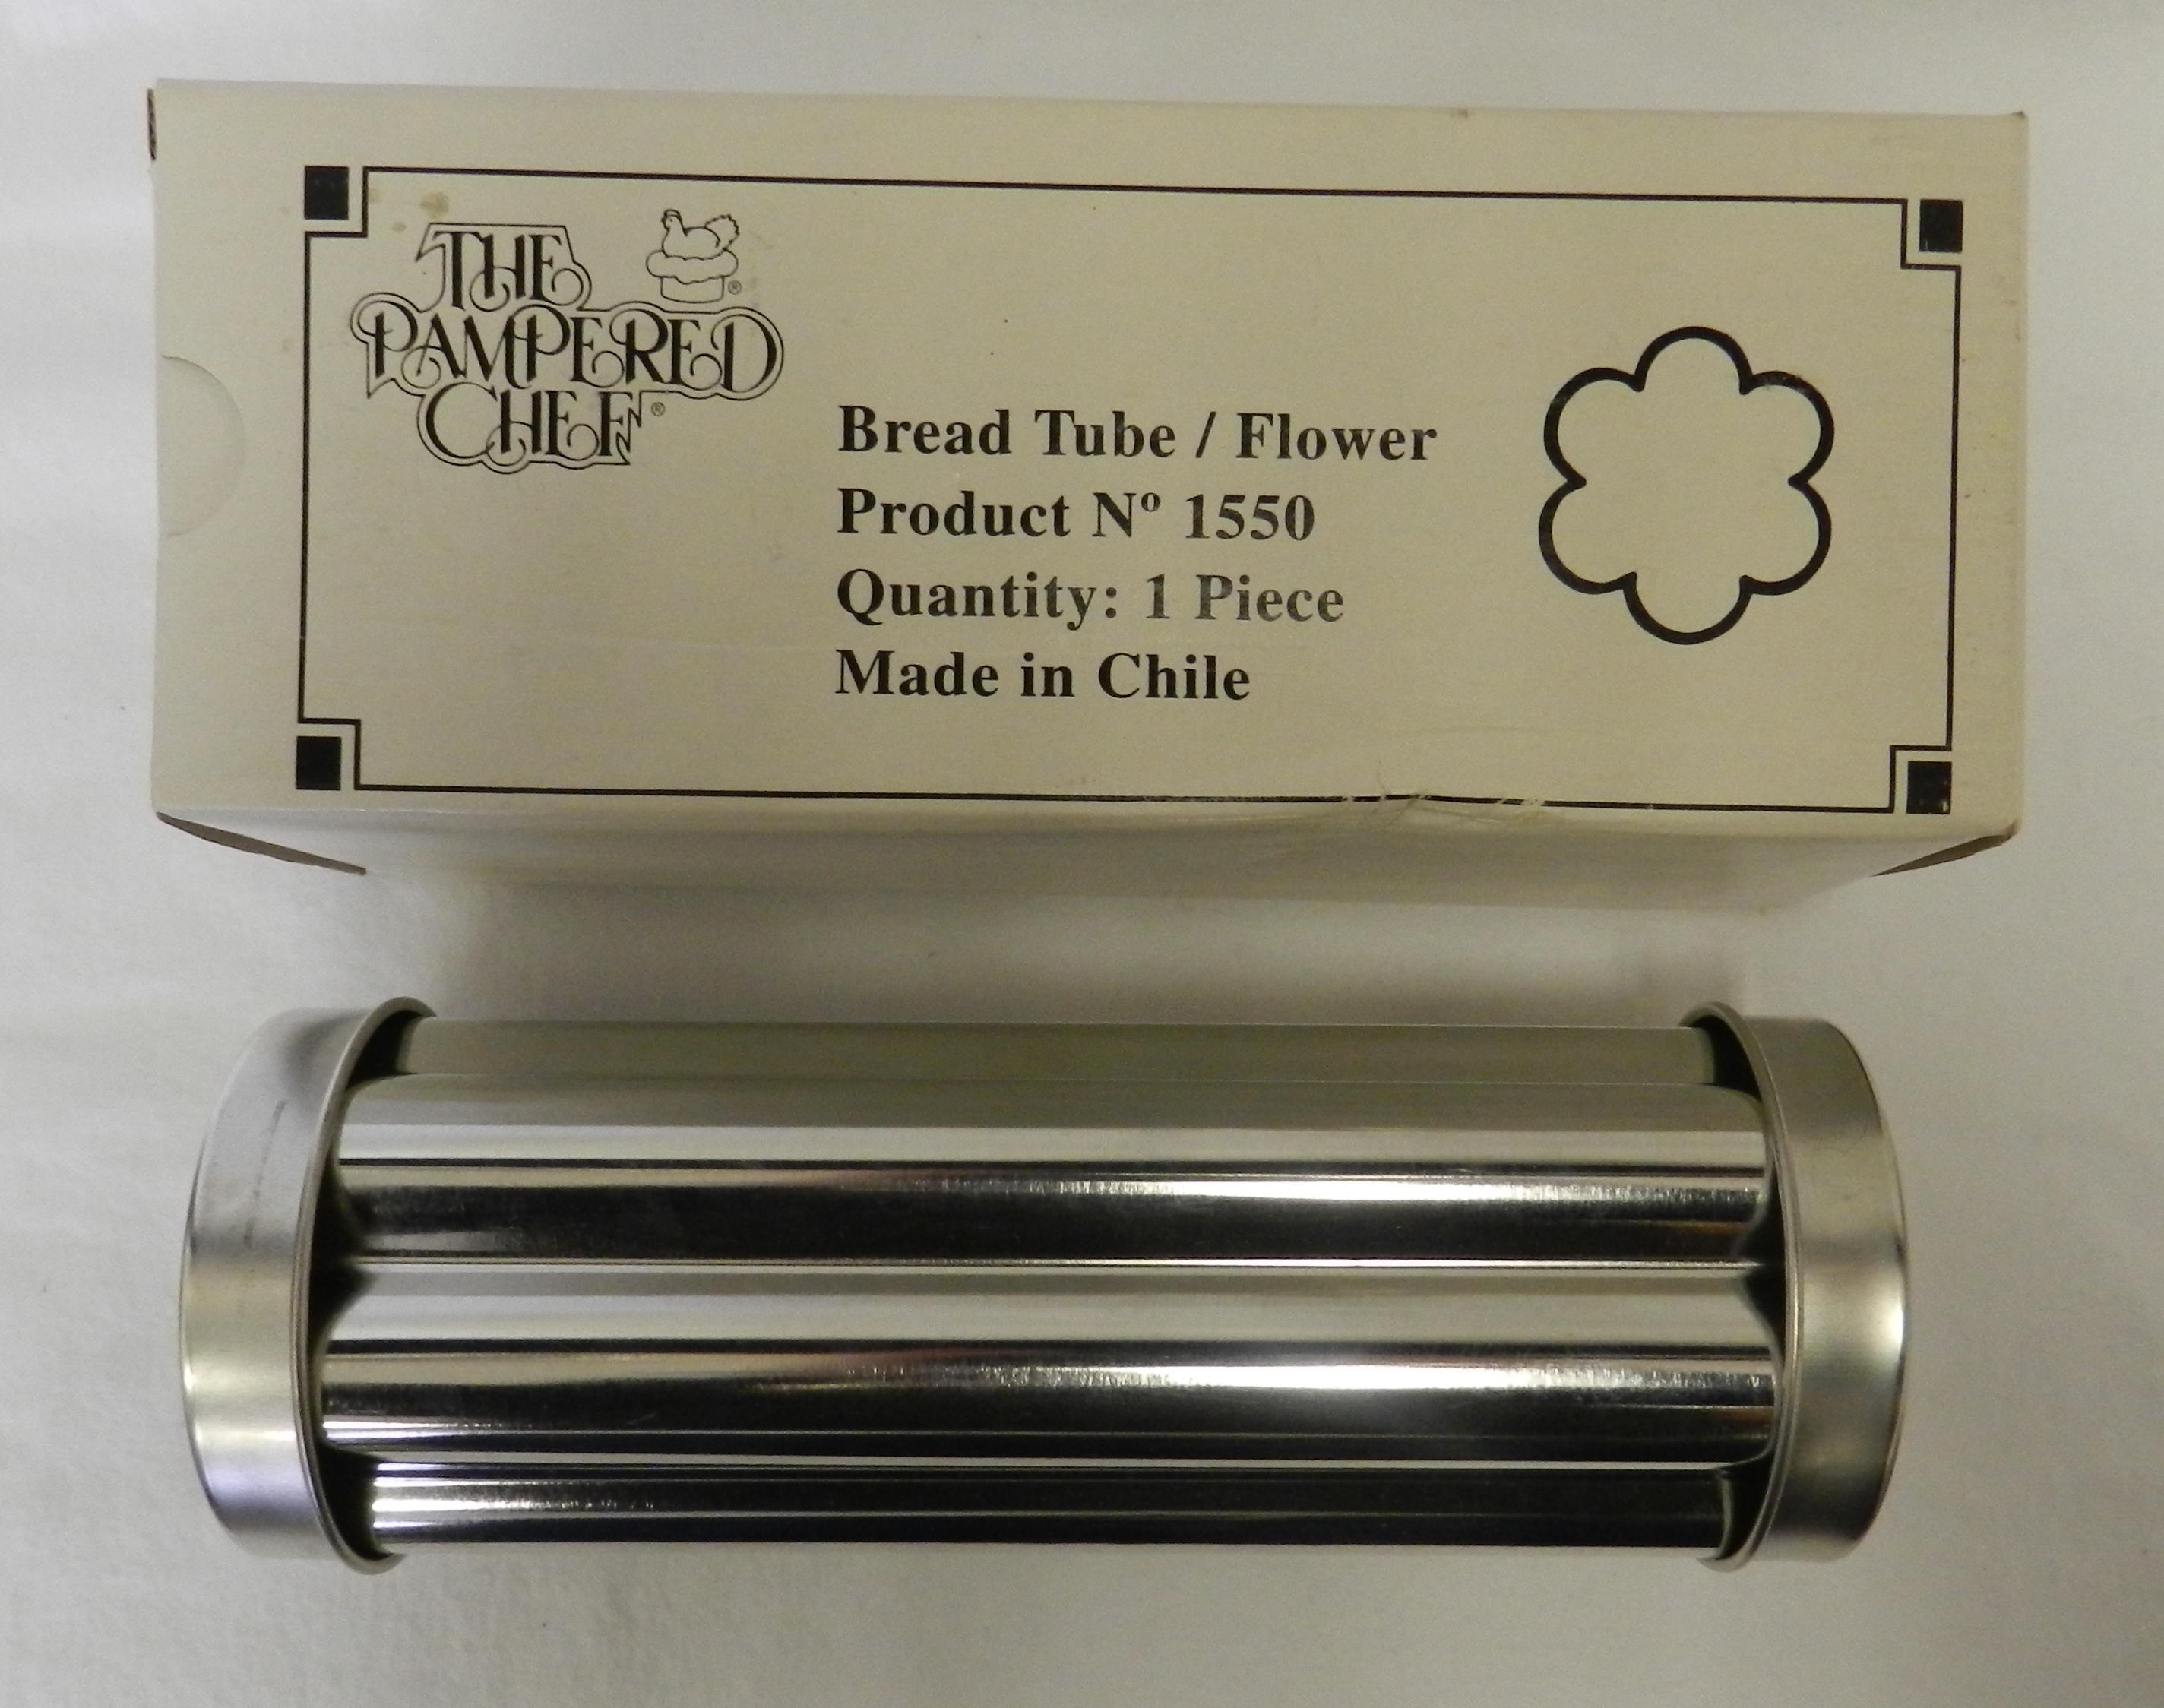 THE
PAMPERED
CHEF®
Bread Tube / Flower
Product Nº 1550
Quantity: 1 Piece
Made in Chile